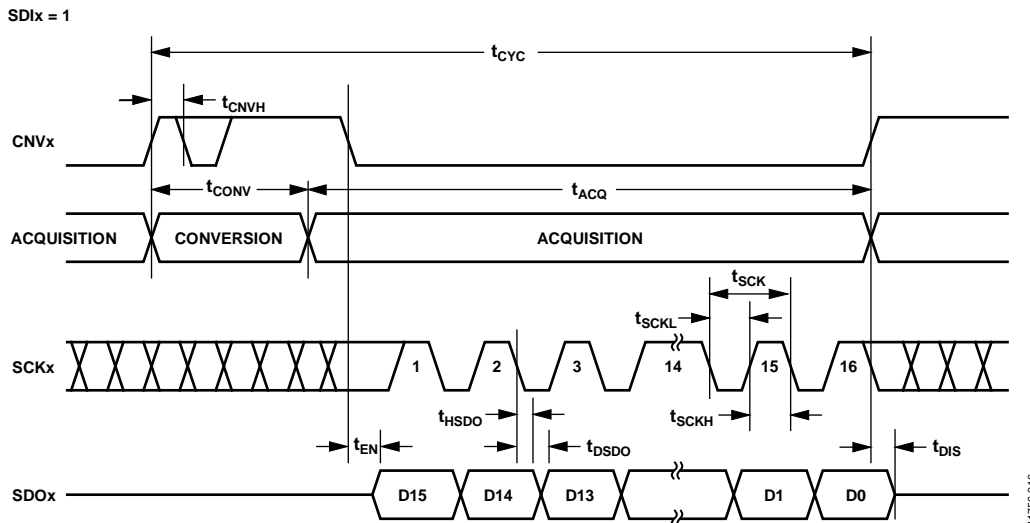 SDIx = 1
tCYC
tCNVH
CNVx
tCONV
tACQ
ACQUISITION
CONVERSION
ACQUISITION
tSCK
tSCKL
SCKx
1
2
3
14
15
16
tHSDO
tSCKH
tEN
tDSDO
tDIS
SDOx
D15
D14
D13
D1
D0